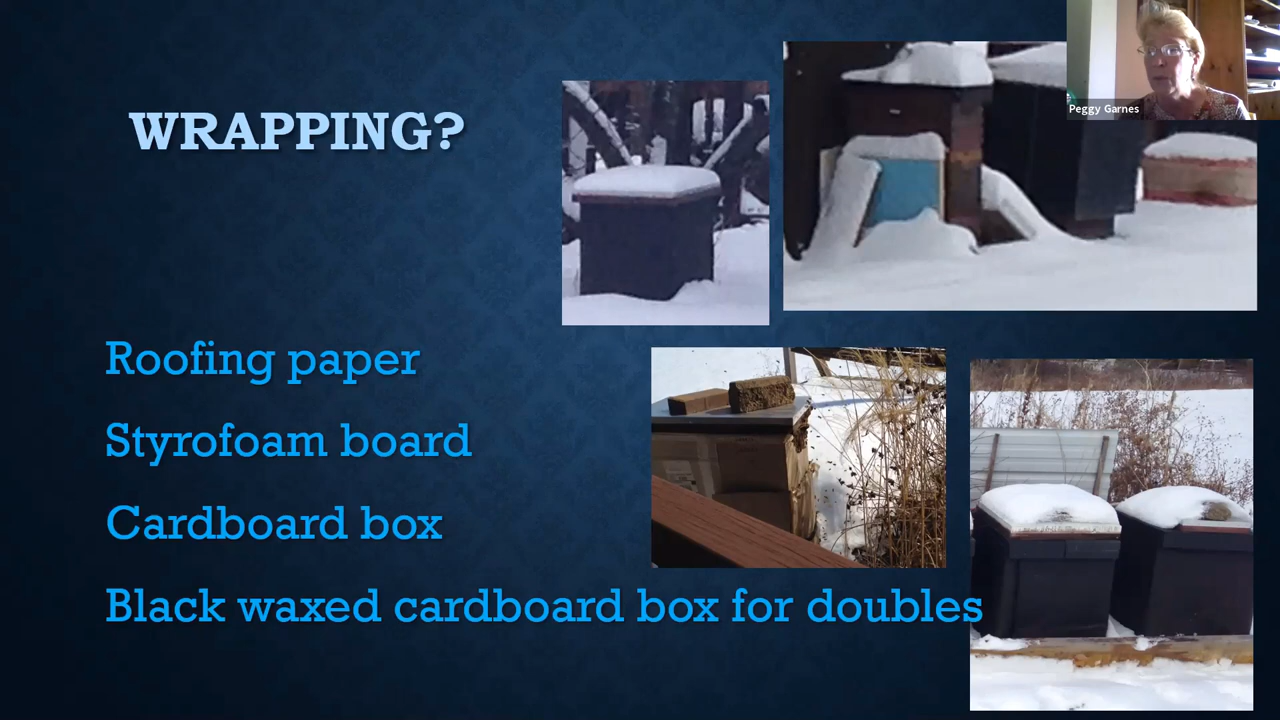 WRAPPING?
Peggy Garnes
Roofing paper
Styrofoam board
Cardboard box
Black waxed cardboard box for doubles